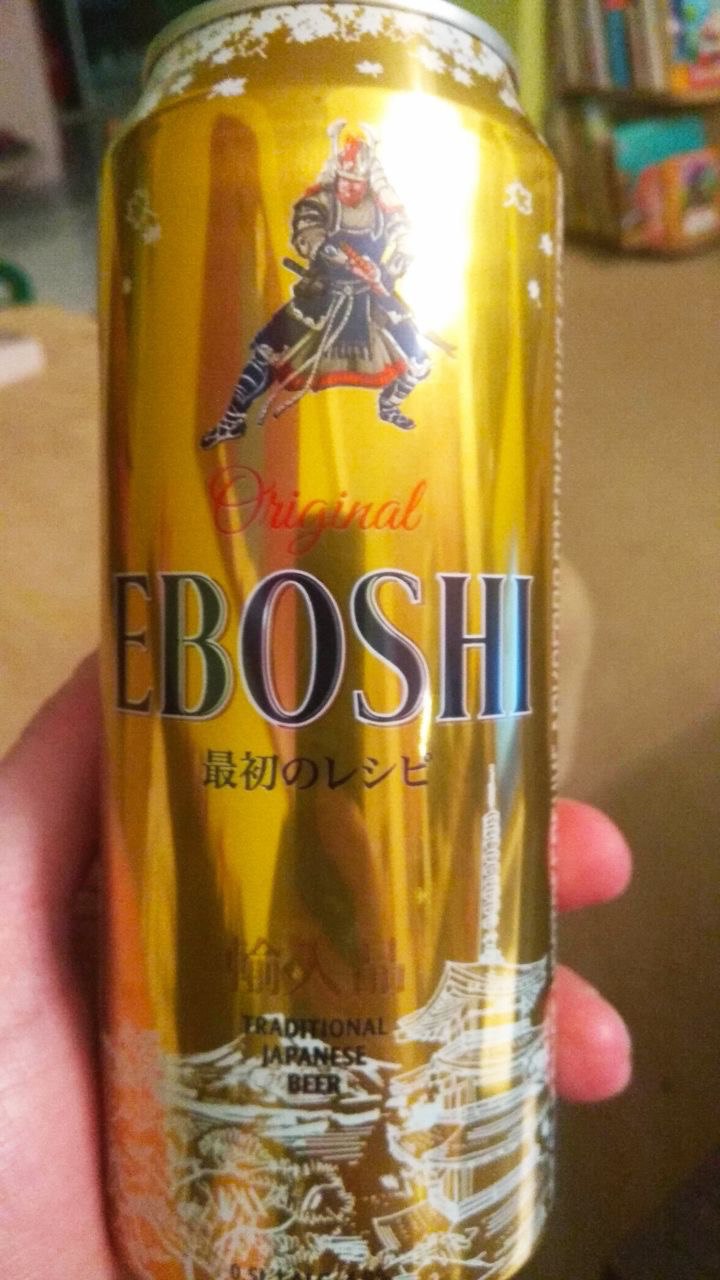 Original
EBOSHI
最初のレシピ
輸入品
TRADITIONAL
JAPANESE
BEER